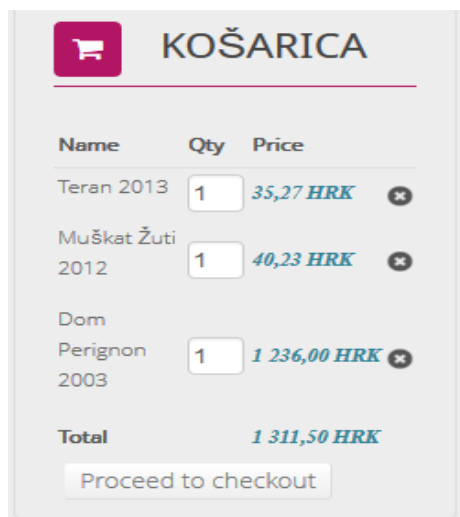 KOŠARICA
Name Qty Price
Teran 2013 1 35,27 HRK
Muškat Žuti
2012 1 40,23 HRK
Dom
Perignon 1 1 236,00 HRK
2003
Total 1 311,50 HRK
Proceed to checkout